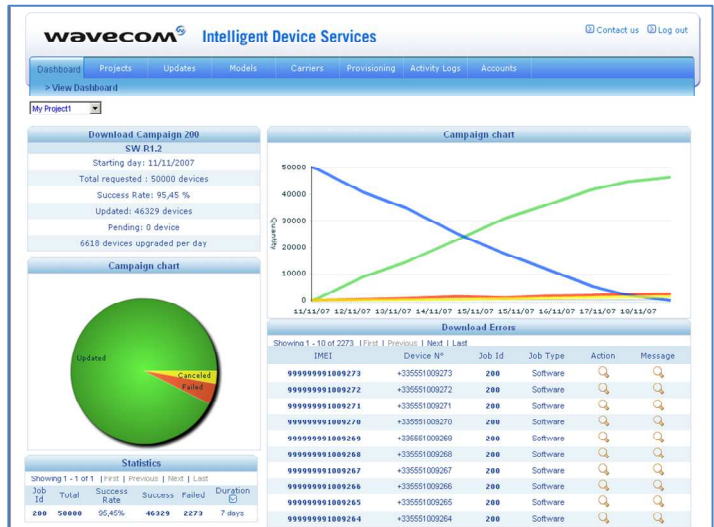 wavecom Intelligent Device Services
Contact us Log out
Dashboard Projects Updates Models Carriers Provisioning Activity Logs Accounts
> View Dashboard
My Project1
Download Campaign 200
SW R1.2
Starting day: 11/11/2007
Total requested : 50000 devices
Success Rate: 95,45 %
Updated: 46329 devices
Pending: 0 device
6618 devices upgraded per day
Campaign chart
Updated
Canceled
Failed
Statistics
Showing 1 - 1 of 1 | First | Previous | Next | Last
Job Id Total Success Rate Success Failed Duration
200 50000 95,45% 46329 2273 7 days
Campaign chart
Quantity
50000
40000
30000
20000
10000
0
11/11/07 12/11/07 13/11/07 14/11/07 15/11/07 15/11/07 16/11/07 17/11/07 18/11/07
Download Errors
Showing 1 - 10 of 2273 | First | Previous | Next | Last
IMEI Device N° Job Id Job Type Action Message
999999991009273 +335551009273 200 Software
999999991009272 +335551009272 200 Software
999999991009271 +335551009271 200 Software
999999991009270 +335551009270 200 Software
999999991009269 200 Software
999999991009268 +335551009268 200 Software
999999991009267 +335551009267 200 Software
999999991009266 +335551009266 200 Software
999999991009265 +335551009265 200 Software
999999991009264 +335551009264 200 Software